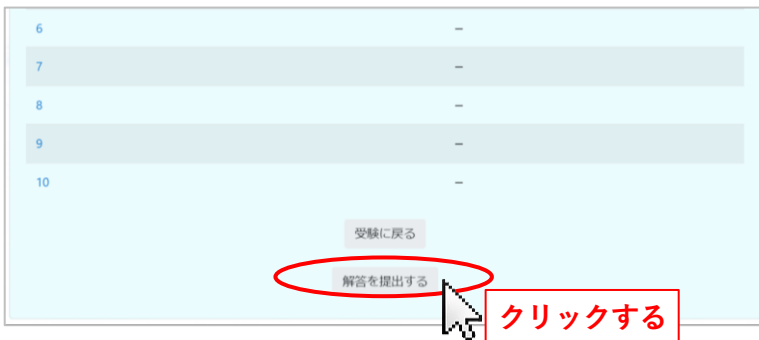 6 –
7 –
8 –
9 –
10 –
受験に戻る
解答を提出する
クリックする